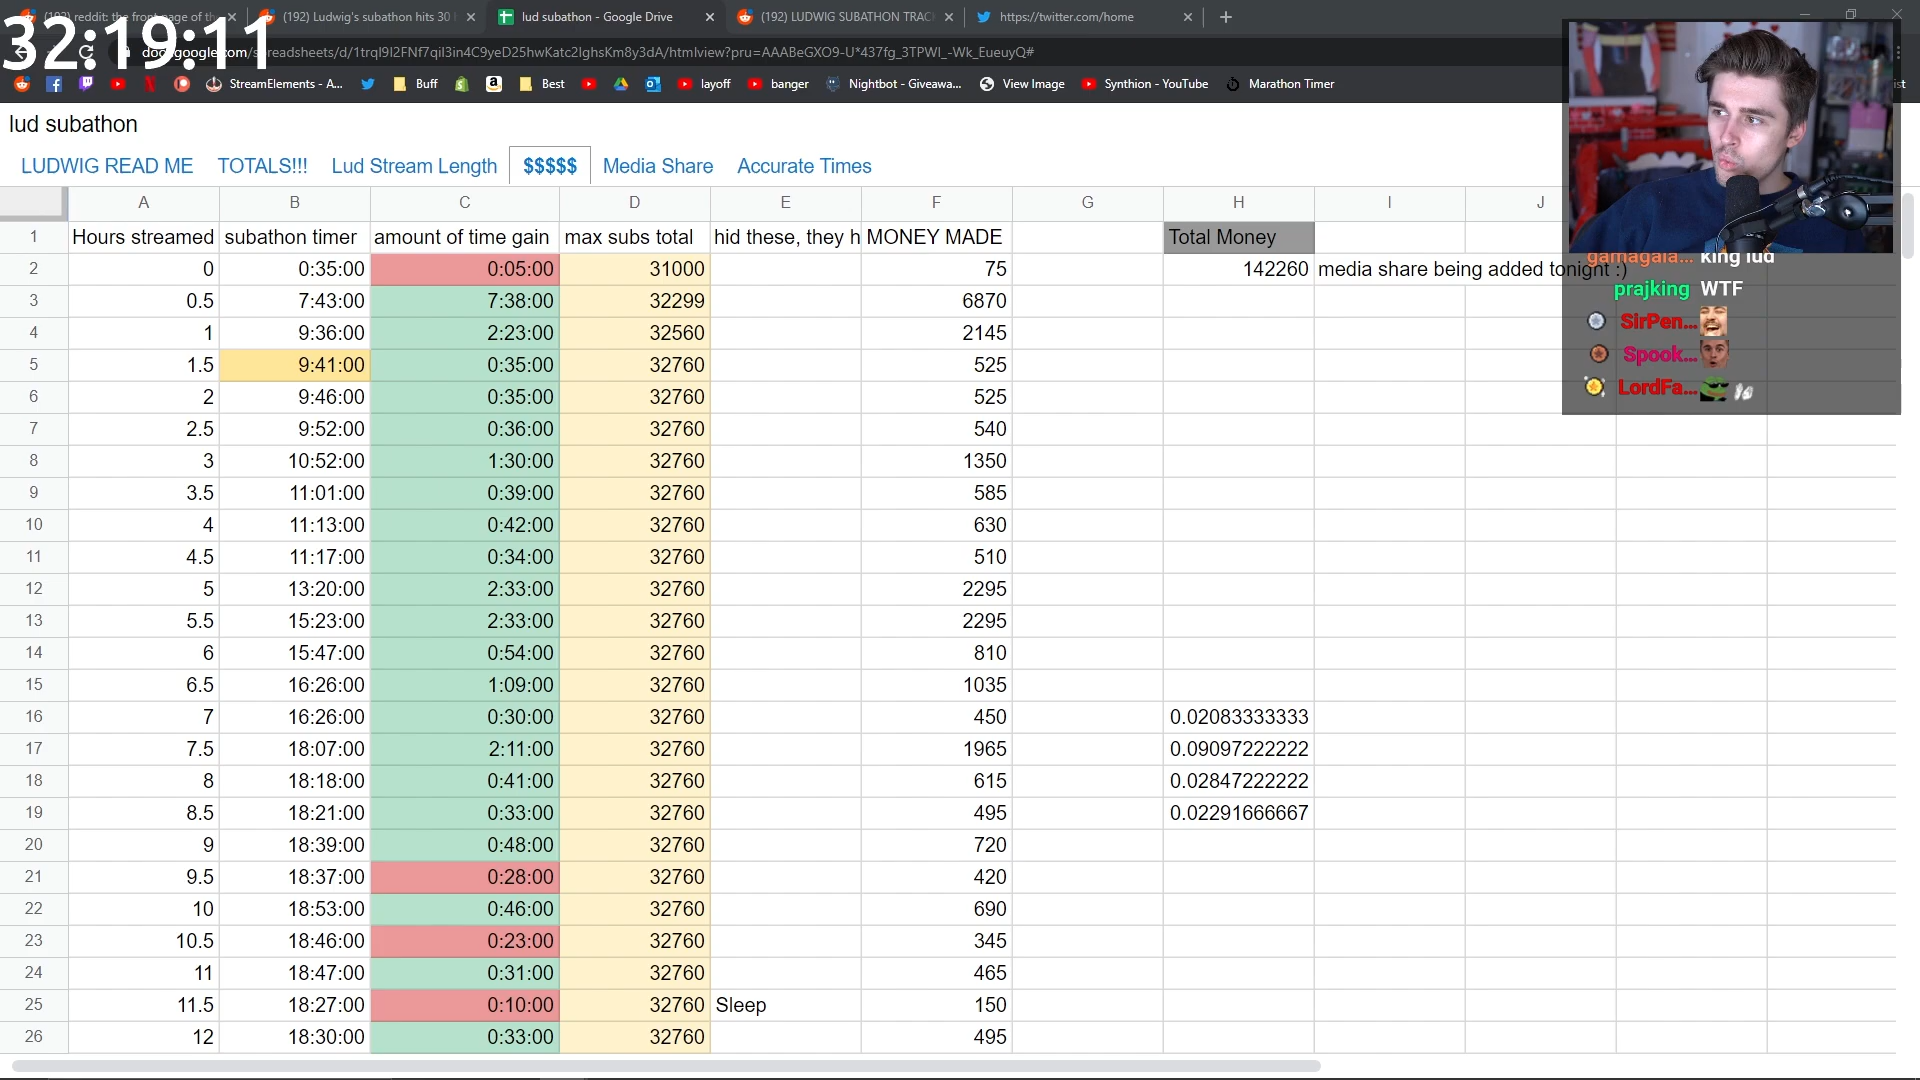 32:19:11
(192) reddit: the front page of th
(192) Ludwig's subathon hits 30 h
lud subathon - Google Drive
(192) LUDWIG SUBATHON TRAC
https://twitter.com/home
StreamElements - A...
Buff
Best
layoff
banger
Nightbot - Giveawa...
View Image
Synthion - YouTube
Marathon Timer
lud subathon
LUDWIG READ ME TOTALS!!! Lud Stream Length $$$$$ Media Share Accurate Times
A B C D E F G H I J
1 Hours streamed subathon timer amount of time gain max subs total hid these, they h MONEY MADE Total Money
2 0 0:35:00 0:05:00 31000 75 142260 media share being added tonight :)
3 0.5 7:43:00 7:38:00 32299 6870
4 1 9:36:00 2:23:00 32560 2145
5 1.5 9:41:00 0:35:00 32760 525
6 2 9:46:00 0:35:00 32760 525
7 2.5 9:52:00 0:36:00 32760 540
8 3 10:52:00 1:30:00 32760 1350
9 3.5 11:01:00 0:39:00 32760 585
10 4 11:13:00 0:42:00 32760 630
11 4.5 11:17:00 0:34:00 32760 510
12 5 13:20:00 2:33:00 32760 2295
13 5.5 15:23:00 2:33:00 32760 2295
14 6 15:47:00 0:54:00 32760 810
15 6.5 16:26:00 1:09:00 32760 1035
16 7 16:26:00 0:30:00 32760 450 0.02083333333
17 7.5 18:07:00 2:11:00 32760 1965 0.09097222222
18 8 18:18:00 0:41:00 32760 615 0.02847222222
19 8.5 18:21:00 0:33:00 32760 495 0.02291666667
20 9 18:39:00 0:48:00 32760 720
21 9.5 18:37:00 0:28:00 32760 420
22 10 18:53:00 0:46:00 32760 690
23 10.5 18:46:00 0:23:00 32760 345
24 11 18:47:00 0:31:00 32760 465
25 11.5 18:27:00 0:10:00 32760 Sleep 150
26 12 18:30:00 0:33:00 32760 495
king lud
prajking WTF
SirPen...
Spook...
LordFa...